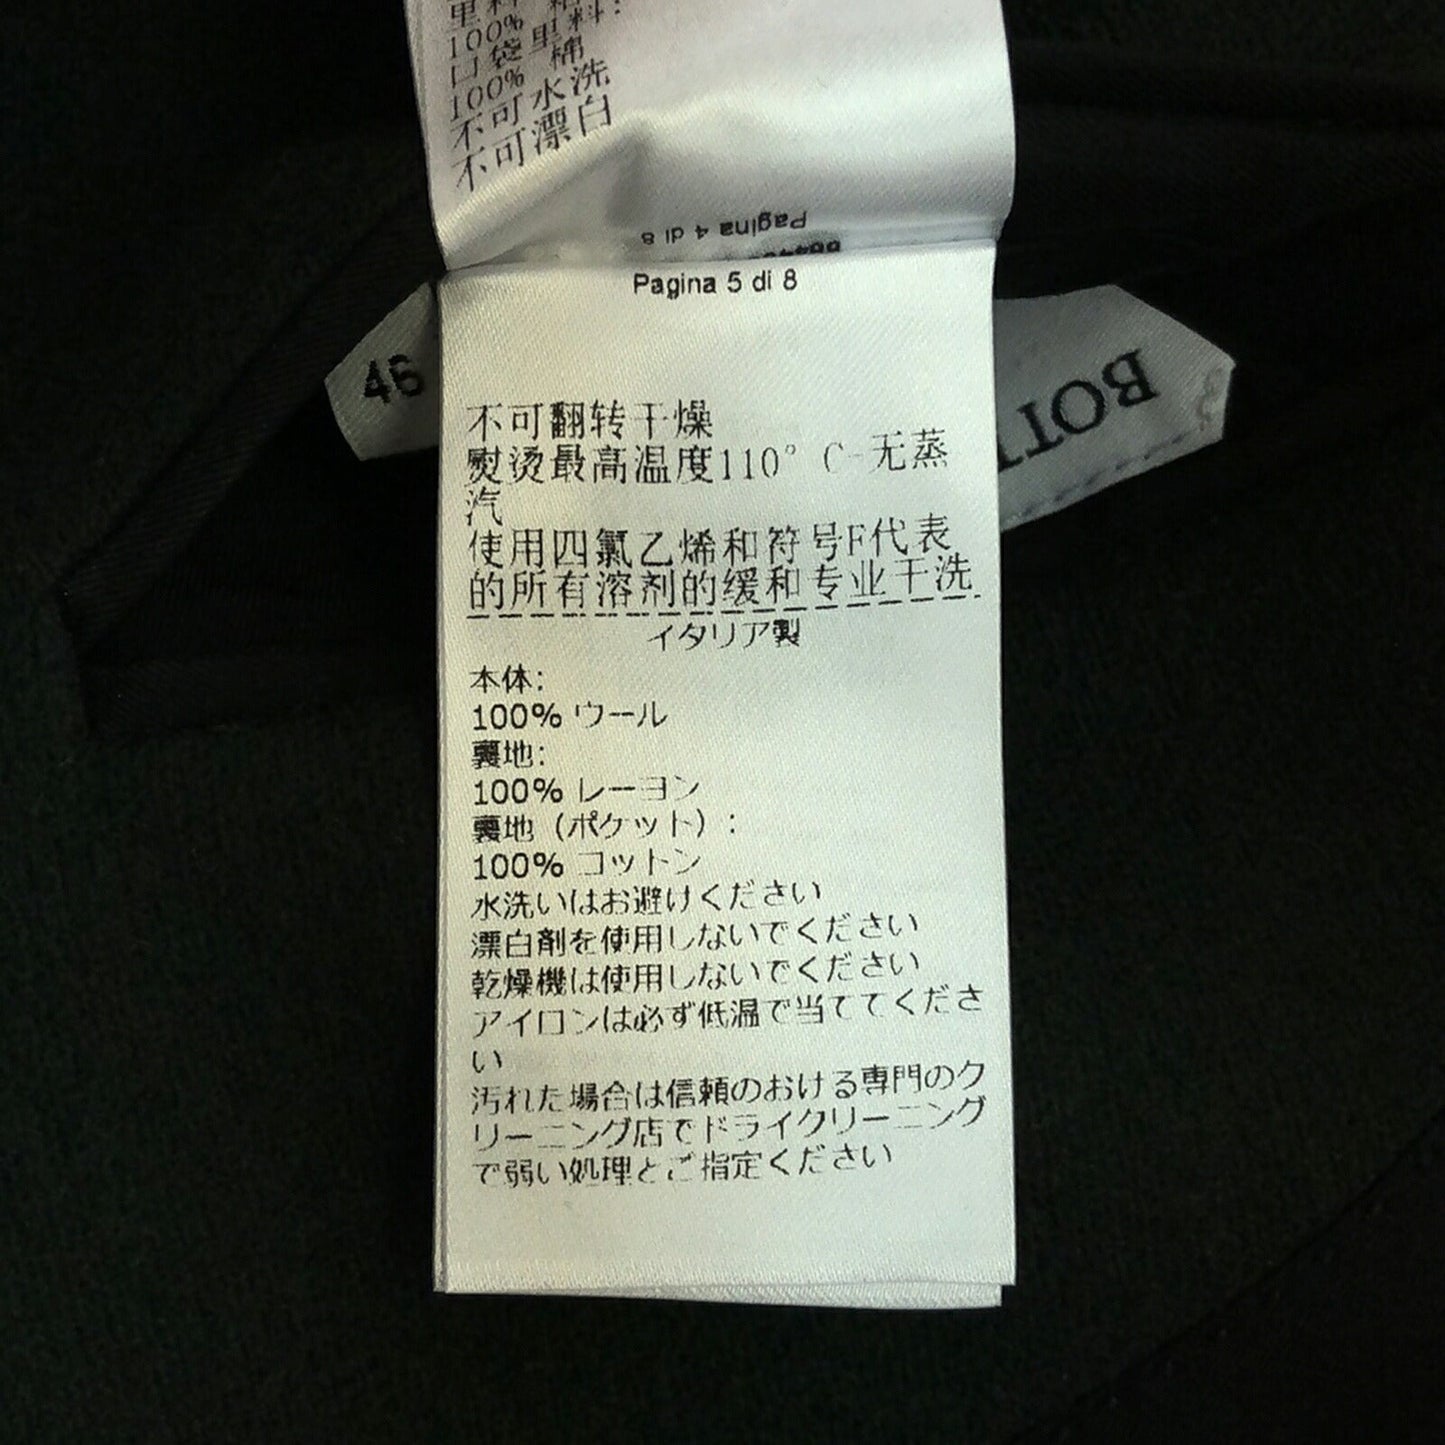 100%
口袋里料:
100% 棉
不可水洗
不可漂白
Pagina 4 di 8
Pagina 5 di 8
46
BOT
不可翻转干燥
熨烫最高温度110° C-无蒸
汽
使用四氯乙烯和符号F代表
的所有溶剂的缓和专业干洗
イタリア製
本体:
100% ウール
裏地:
100% レーヨン
裏地(ポケット):
100% コットン
水洗いはお避けください
漂白剤を使用しないでください
乾燥機は使用しないでください
アイロンは必ず低温で当ててくださ
い
汚れた場合は信頼のおける専門のク
リーニング店でドライクリーニング
で弱い処理とご指定ください